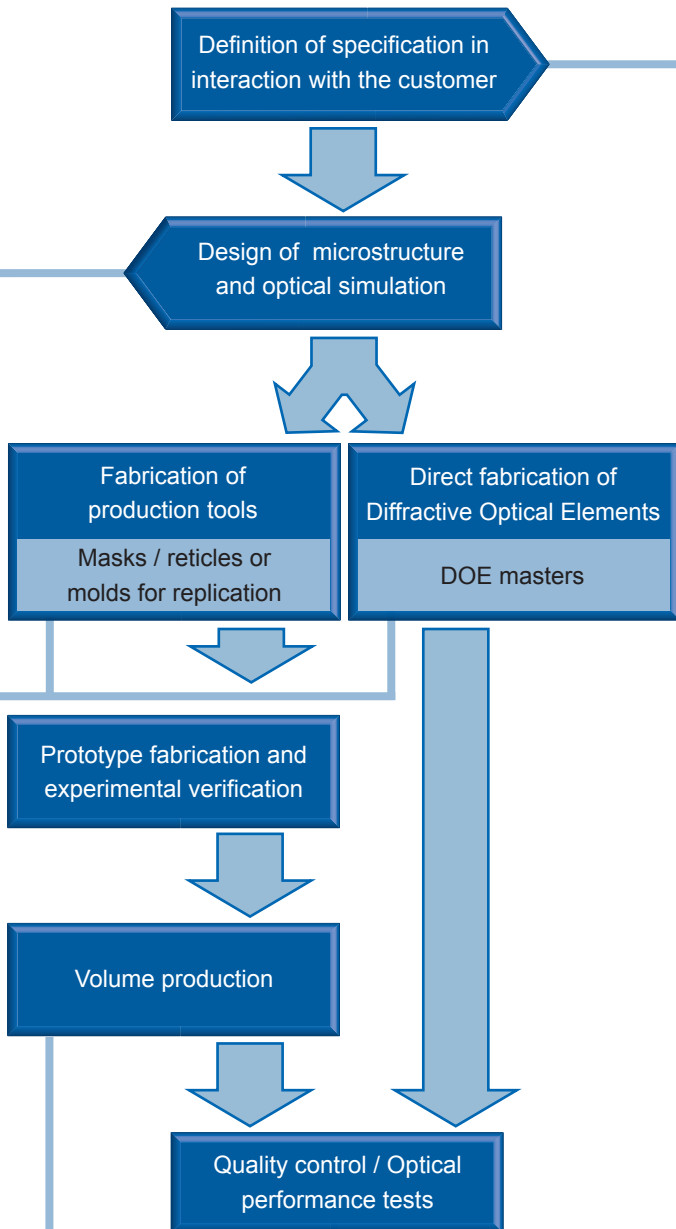 Definition of specification in
interaction with the customer
Design of microstructure
and optical simulation
Fabrication of
production tools
Masks / reticles or
molds for replication
Direct fabrication of
Diffractive Optical Elements
DOE masters
Prototype fabrication and
experimental verification
Volume production
Quality control / Optical
performance tests